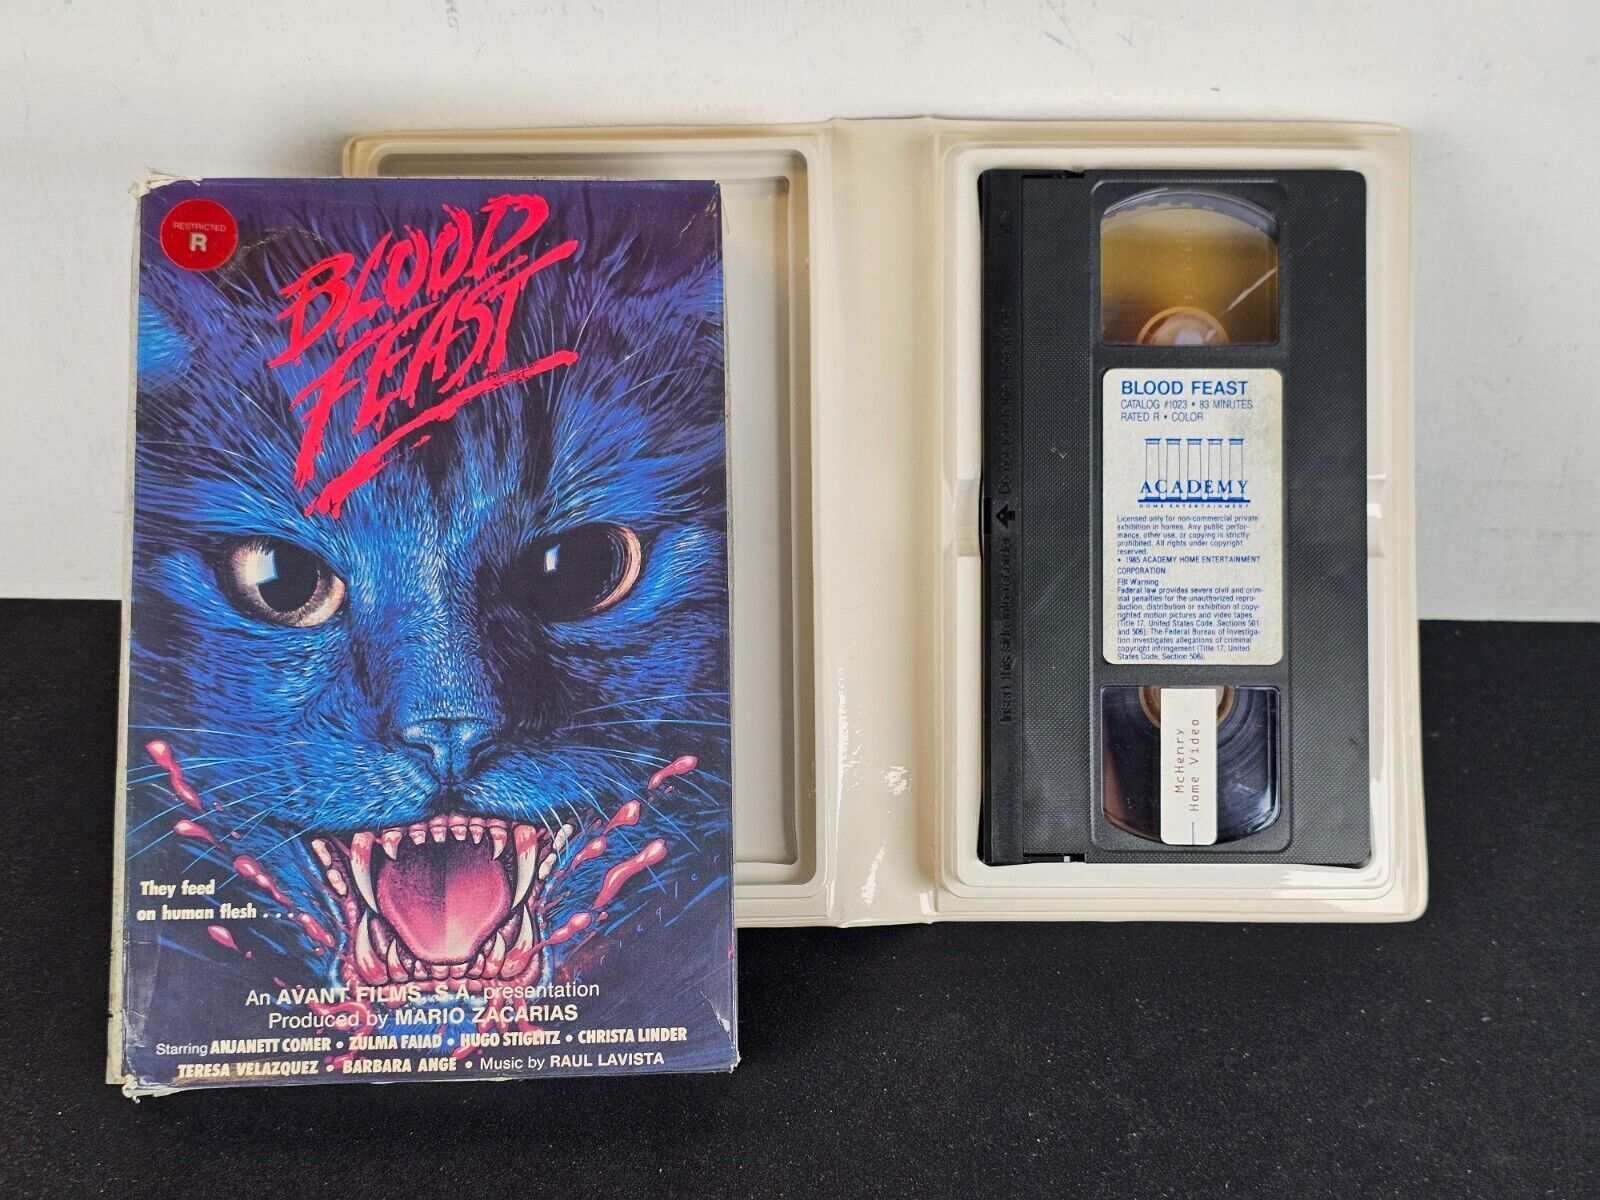 RESTRICTED
R
BLOOD
FEAST
They feed
on human flesh . . .
An AVANT FILMS, S.A. presentation
Produced by MARIO ZACARIAS
Starring ANJANETT COMER • ZULMA FAIAD • HUGO STIGLITZ • CHRISTA LINDER
TERESA VELAZQUEZ • BARBARA ANGE • Music by RAUL LAVISTA
Insert this side into recorder
BLOOD FEAST
CATALOG #1023 • 83 MINUTES
RATED R • COLOR
ACADEMY
HOME ENTERTAINMENT
Licensed only for non-commercial private
exhibition in homes. Any public perfor-
mance, other use, or copying is strictly
prohibited. All rights under copyright
reserved.
• 1985 ACADEMY HOME ENTERTAINMENT
CORPORATION
FBI Warning
Federal law provides severe civil and crim-
inal penalties for the unauthorized repro-
duction, distribution or exhibition of copy-
righted motion pictures and video tapes
(Title 17, United States Code, Sections 501
and 506). The Federal Bureau of Investiga-
tion investigates allegations of criminal
copyright infringement (Title 17, United
States Code, Section 506).
McHenry
Home Video